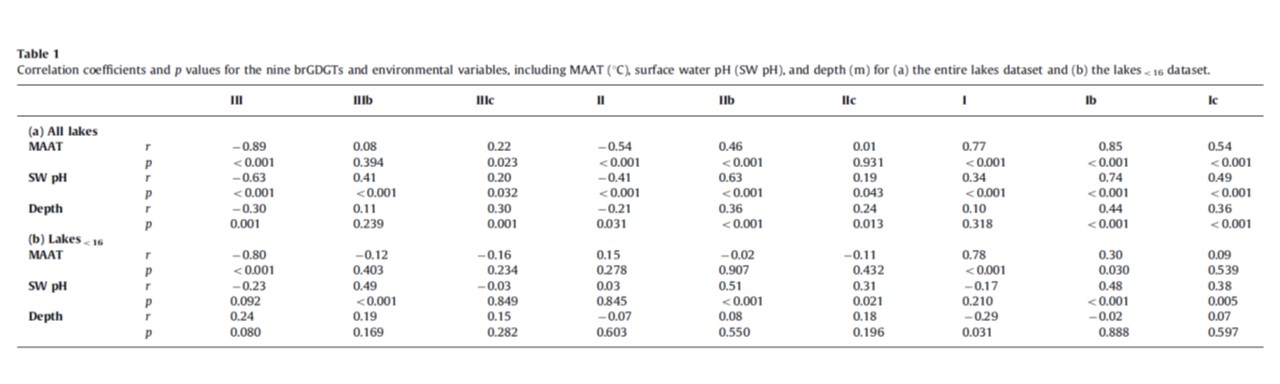 Table 1
Correlation coefficients and p values for the nine brGDGTs and environmental variables, including MAAT (°C), surface water pH (SW pH), and depth (m) for (a) the entire lakes dataset and (b) the lakes < 16 dataset.
III IIIb IIIc II IIb IIc I Ib Ic
(a) All lakes
MAAT r −0.89 0.08 0.22 −0.54 0.46 0.01 0.77 0.85 0.54
p <0.001 0.394 0.023 <0.001 <0.001 0.931 <0.001 <0.001 <0.001
SW pH r −0.63 0.41 0.20 −0.41 0.63 0.19 0.34 0.74 0.49
p <0.001 <0.001 0.032 <0.001 <0.001 0.043 <0.001 <0.001 <0.001
Depth r −0.30 0.11 0.30 −0.21 0.36 0.24 0.10 0.44 0.36
p 0.001 0.239 0.001 0.031 <0.001 0.013 0.318 <0.001 <0.001
(b) Lakes < 16
MAAT r −0.80 −0.12 −0.16 0.15 −0.02 −0.11 0.78 0.30 0.09
p <0.001 0.403 0.234 0.278 0.907 0.432 <0.001 0.030 0.539
SW pH r −0.23 0.49 −0.03 0.03 0.51 0.31 −0.17 0.48 0.38
p 0.092 <0.001 0.849 0.845 <0.001 0.021 0.210 <0.001 0.005
Depth r 0.24 0.19 0.15 −0.07 0.08 0.18 −0.29 −0.02 0.07
p 0.080 0.169 0.282 0.603 0.550 0.196 0.031 0.888 0.597